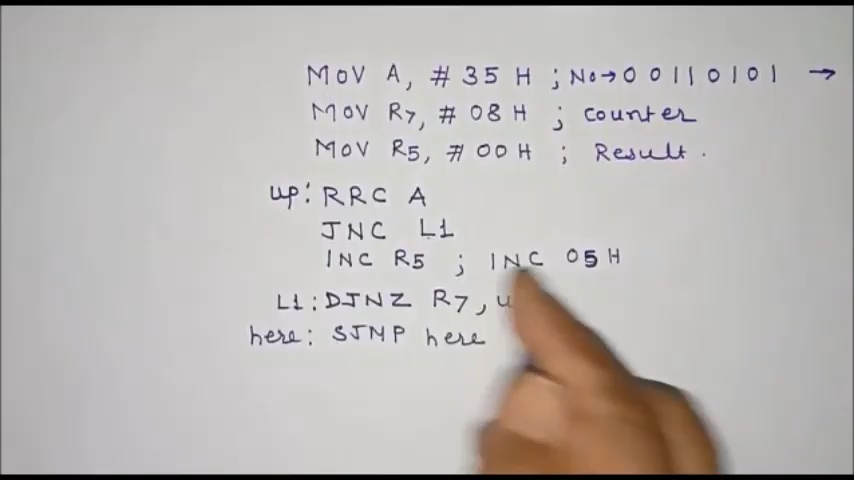 MOV A, # 35 H ; No→ 0 0 1 1 0 1 0 1 →
MOV R7, # 08 H ; counter
MOV R5, # 00 H ; Result.
up: RRC A
JNC L1
INC R5 ; INC 05 H
L1: DJNZ R7,
here: SJMP here